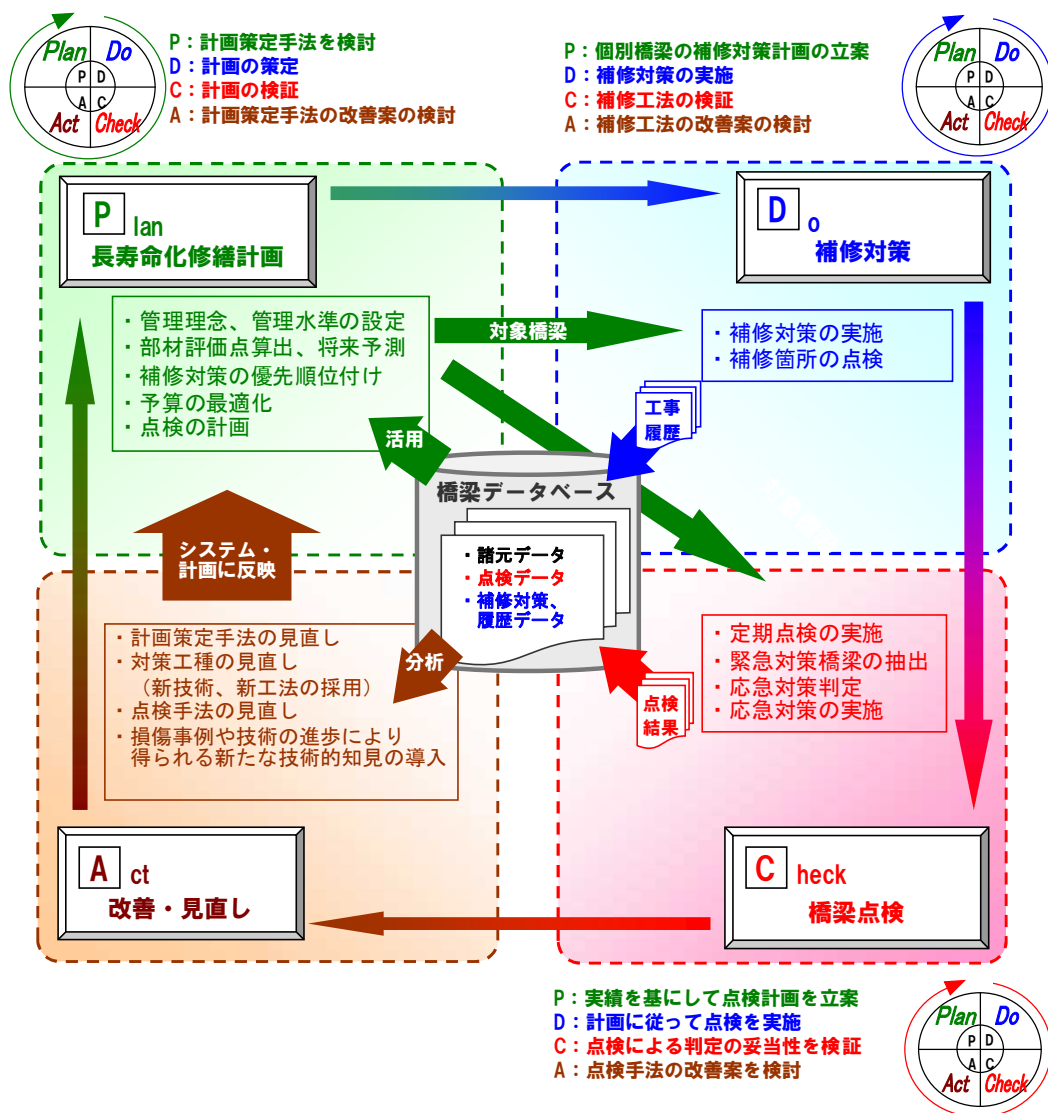 Plan Do
P D
A C
Act Check
P：計画策定手法を検討
D：計画の策定
C：計画の検証
A：計画策定手法の改善案の検討
P：個別橋梁の補修対策計画の立案
D：補修対策の実施
C：補修工法の検証
A：補修工法の改善案の検討
Plan Do
P D
A C
Act Check
P lan
長寿命化修繕計画
D o
補修対策
・管理理念、管理水準の設定
・部材評価点算出、将来予測
・補修対策の優先順位付け
・予算の最適化
・点検の計画
対象橋梁
・補修対策の実施
・補修箇所の点検
工事
履歴
活用
橋梁データベース
・諸元データ
・点検データ
・補修対策、
履歴データ
対象橋梁
システム・
計画に反映
・計画策定手法の見直し
・対策工種の見直し
（新技術、新工法の採用）
・点検手法の見直し
・損傷事例や技術の進歩により
得られる新たな技術的知見の導入
分析
点検
結果
・定期点検の実施
・緊急対策橋梁の抽出
・応急対策判定
・応急対策の実施
A ct
改善・見直し
C heck
橋梁点検
P：実績を基にして点検計画を立案
D：計画に従って点検を実施
C：点検による判定の妥当性を検証
A：点検手法の改善案を検討
Plan Do
P D
A C
Act Check